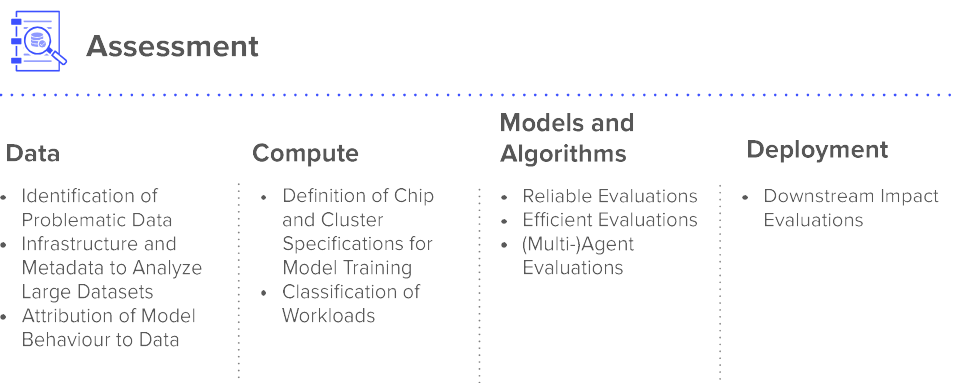 Assessment
Data
• Identification of
Problematic Data
• Infrastructure and
Metadata to Analyze
Large Datasets
• Attribution of Model
Behaviour to Data
Compute
• Definition of Chip
and Cluster
Specifications for
Model Training
• Classification of
Workloads
Models and
Algorithms
• Reliable Evaluations
• Efficient Evaluations
• (Multi-)Agent
Evaluations
Deployment
• Downstream Impact
Evaluations